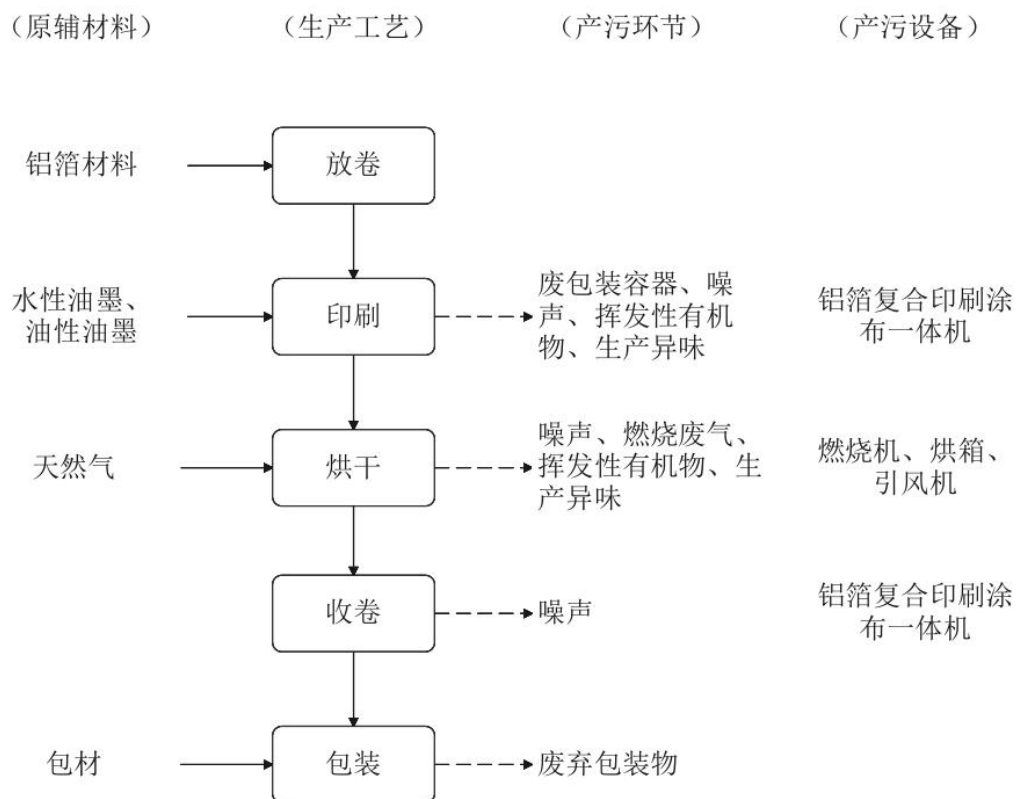 （原辅材料） （生产工艺） （产污环节） （产污设备）
铝箔材料 放卷
水性油墨、
油性油墨
印刷
废包装容器、噪
声、挥发性有机
物、生产异味
铝箔复合印刷涂
布一体机
天然气
烘干
噪声、燃烧废气、
挥发性有机物、生
产异味
燃烧机、烘箱、
引风机
收卷
噪声
铝箔复合印刷涂
布一体机
包材 包装 废弃包装物